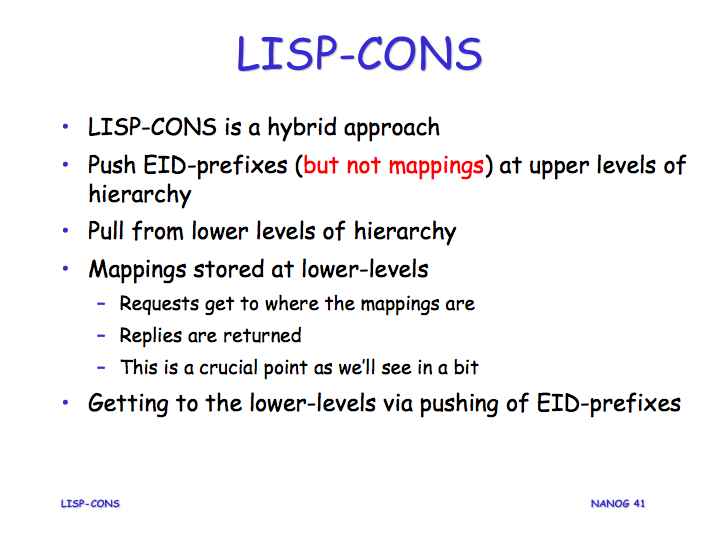 LISP-CONS
• LISP-CONS is a hybrid approach
• Push EID-prefixes (but not mappings) at upper levels of
hierarchy
• Pull from lower levels of hierarchy
• Mappings stored at lower-levels
– Requests get to where the mappings are
– Replies are returned
– This is a crucial point as we'll see in a bit
• Getting to the lower-levels via pushing of EID-prefixes
LISP-CONS
NANOG 41